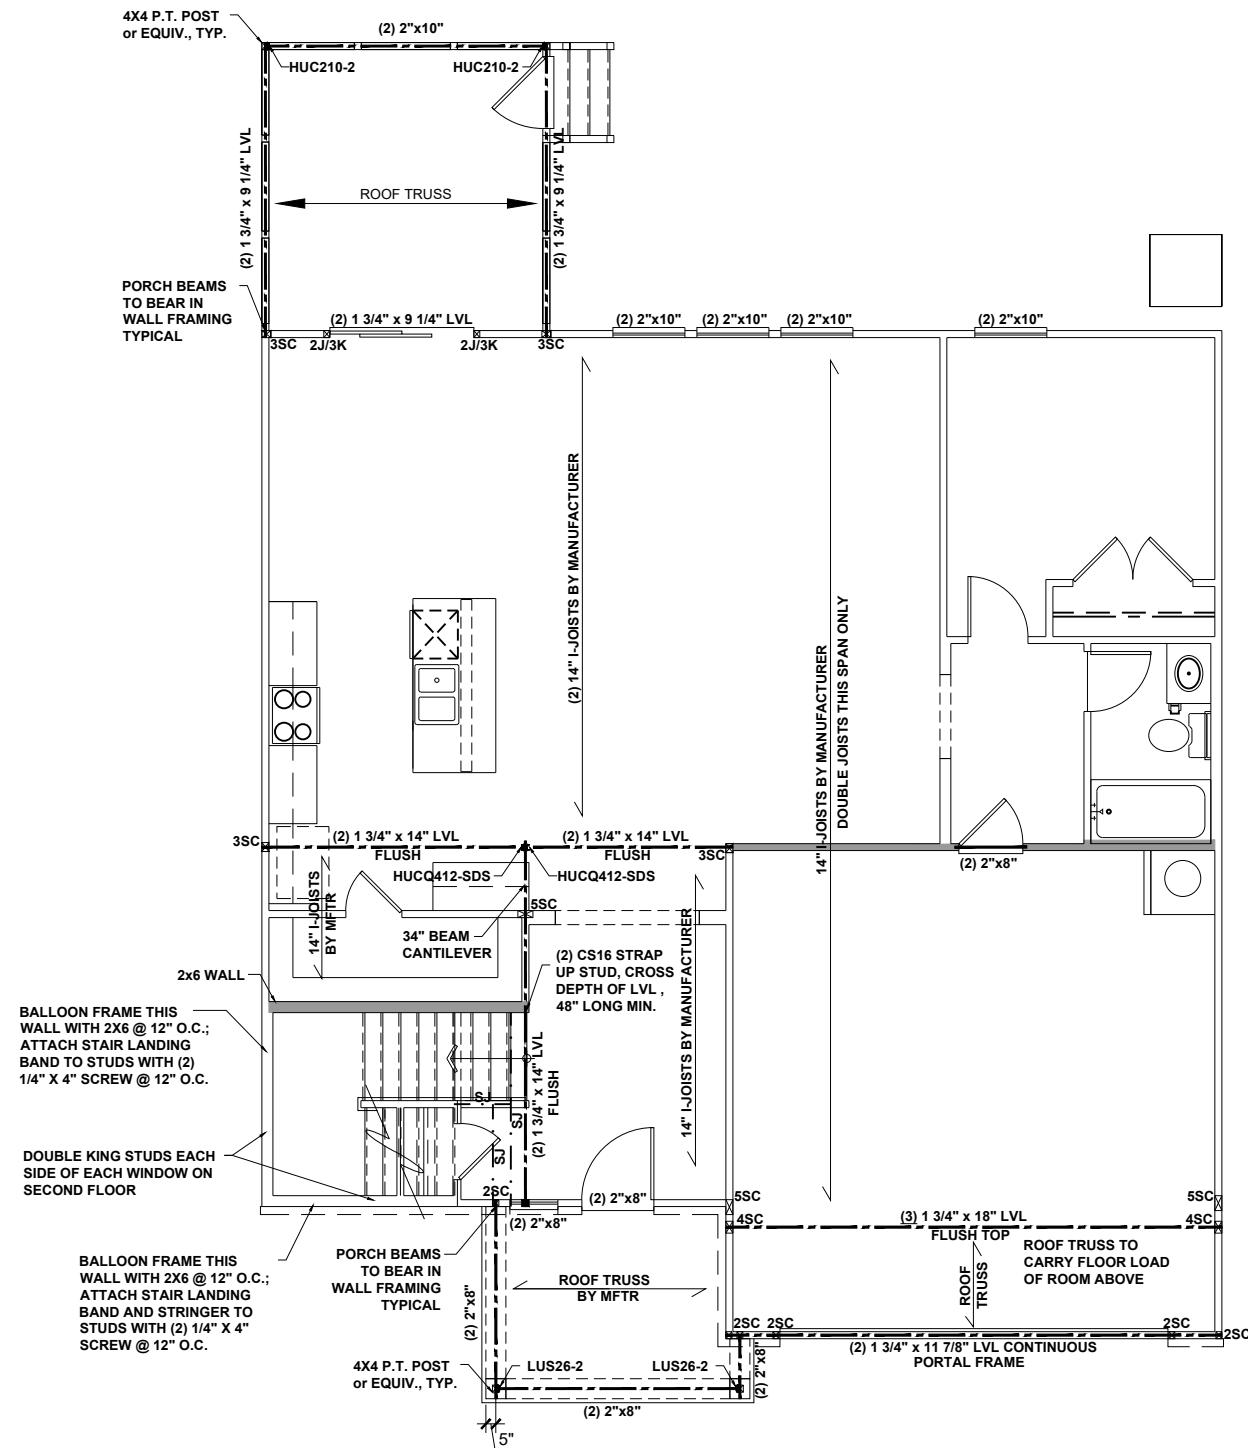 4X4 P.T. POST
or EQUIV., TYP.
(2) 2"x10"
HUC210-2
HUC210-2
(2) 1 3/4" x 9 1/4" LVL
(2) 1 3/4" x 9 1/4" LVL
ROOF TRUSS
PORCH BEAMS
TO BEAR IN
WALL FRAMING
TYPICAL
(2) 1 3/4" x 9 1/4" LVL
(2) 2"x10"
(2) 2"x10"
(2) 2"x10"
(2) 2"x10"
3SC
2J/3K
2J/3K
3SC
(2) 14" I-JOISTS BY MANUFACTURER
14" I-JOISTS BY MANUFACTURER
DOUBLE JOISTS THIS SPAN ONLY
3SC
(2) 1 3/4" x 14" LVL
FLUSH
(2) 1 3/4" x 14" LVL
FLUSH
3SC
HUCQ412-SDS
HUCQ412-SDS
(2) 2"x8"
14" I-JOISTS
BY MFTR
5SC
34" BEAM
CANTILEVER
14" I-JOISTS BY MANUFACTURER
2x6 WALL
(2) CS16 STRAP
UP STUD, CROSS
DEPTH OF LVL ,
48" LONG MIN.
BALLOON FRAME THIS
WALL WITH 2X6 @ 12" O.C.;
ATTACH STAIR LANDING
BAND TO STUDS WITH (2)
1/4" X 4" SCREW @ 12" O.C.
(2) 1 3/4" x 14" LVL
FLUSH
SJ
SJ
SJ
DOUBLE KING STUDS EACH
SIDE OF EACH WINDOW ON
SECOND FLOOR
2SC
(2) 2"x8"
(2) 2"x8"
5SC
5SC
4SC
4SC
(3) 1 3/4" x 18" LVL
FLUSH TOP
PORCH BEAMS
TO BEAR IN
WALL FRAMING
TYPICAL
ROOF TRUSS TO
CARRY FLOOR LOAD
OF ROOM ABOVE
BALLOON FRAME THIS
WALL WITH 2X6 @ 12" O.C.;
ATTACH STAIR LANDING
BAND AND STRINGER TO
STUDS WITH (2) 1/4" X 4"
SCREW @ 12" O.C.
ROOF TRUSS
BY MFTR
ROOF
TRUSS
(2) 2"x8"
2SC
2SC
2SC
2SC
(2) 1 3/4" x 11 7/8" LVL CONTINUOUS
PORTAL FRAME
4X4 P.T. POST
or EQUIV., TYP.
LUS26-2
LUS26-2
(2) 2"x8"
(2) 2"x8"
5"